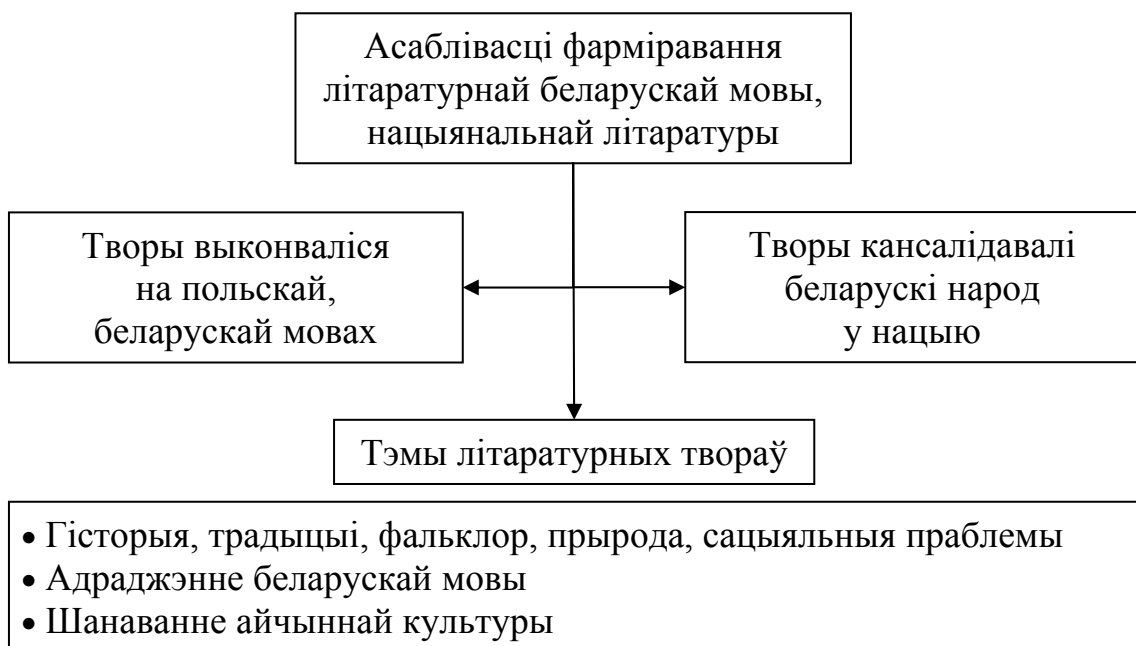 Асаблівасці фарміравання
літаратурнай беларускай мовы,
нацыянальнай літаратуры
Творы выконваліся
на польскай,
беларускай мовах
Творы кансалідавалі
беларускі народ
у нацыю
Тэмы літаратурных твораў
• Гісторыя, традыцыі, фальклор, прырода, сацыяльныя праблемы
• Адраджэнне беларускай мовы
• Шанаванне айчыннай культуры